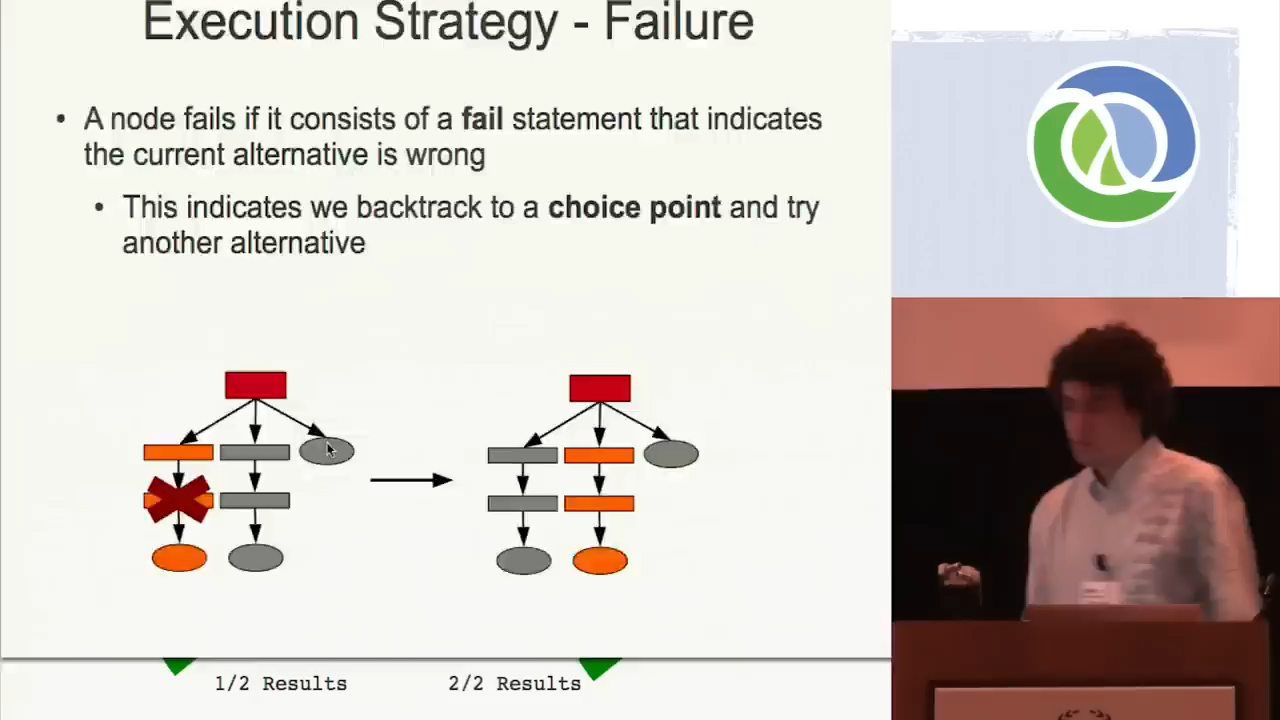 Execution Strategy - Failure
• A node fails if it consists of a fail statement that indicates
the current alternative is wrong
• This indicates we backtrack to a choice point and try
another alternative
1/2 Results
2/2 Results